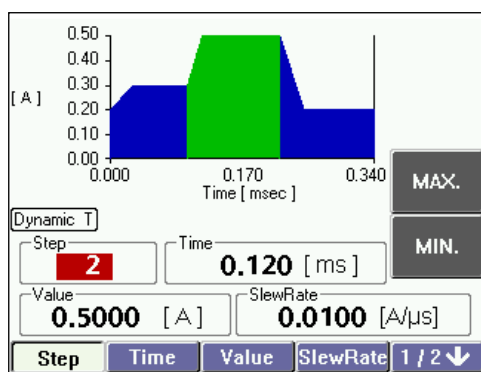 0.50
0.40
0.30
[ A ]
0.20
0.10
0.00
0.000 0.170 0.340
Time [ msec ]
MAX.
Dynamic T
MIN.
Step Time
2 0.120 [ ms ]
Value SlewRate
0.5000 [ A ] 0.0100 [A/µs]
Step Time Value SlewRate 1 / 2